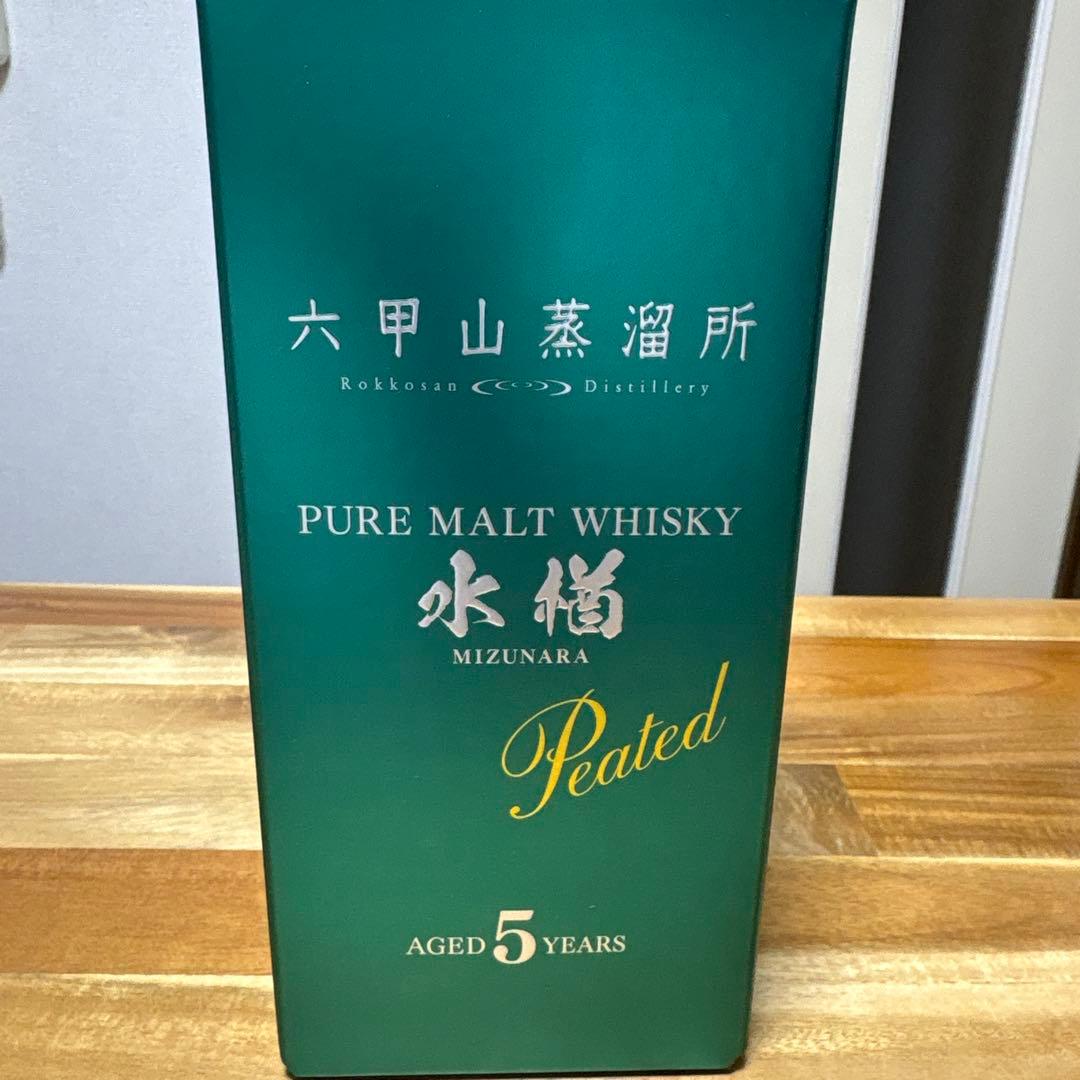 六甲山蒸溜所
Rokkosan Distillery
PURE MALT WHISKY
水楢
MIZUNARA
Peated
AGED 5 YEARS